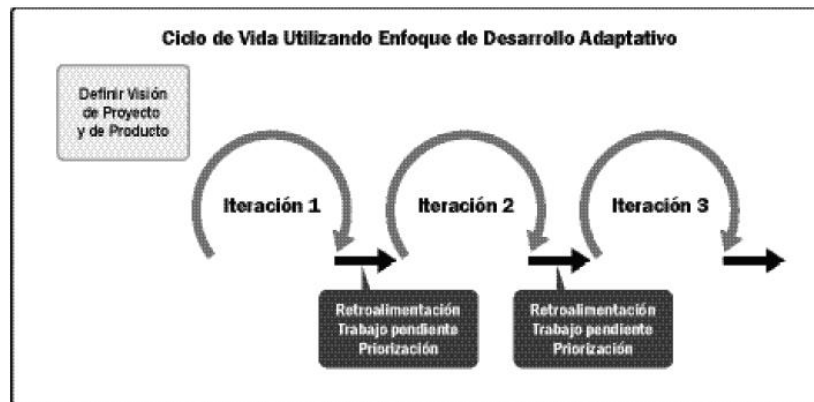 Ciclo de Vida Utilizando Enfoque de Desarrollo Adaptativo
Definir Visión
de Proyecto
y de Producto
Iteración 1
Iteración 2
Iteración 3
Retroalimentación
Trabajo pendiente
Priorización
Retroalimentación
Trabajo pendiente
Priorización